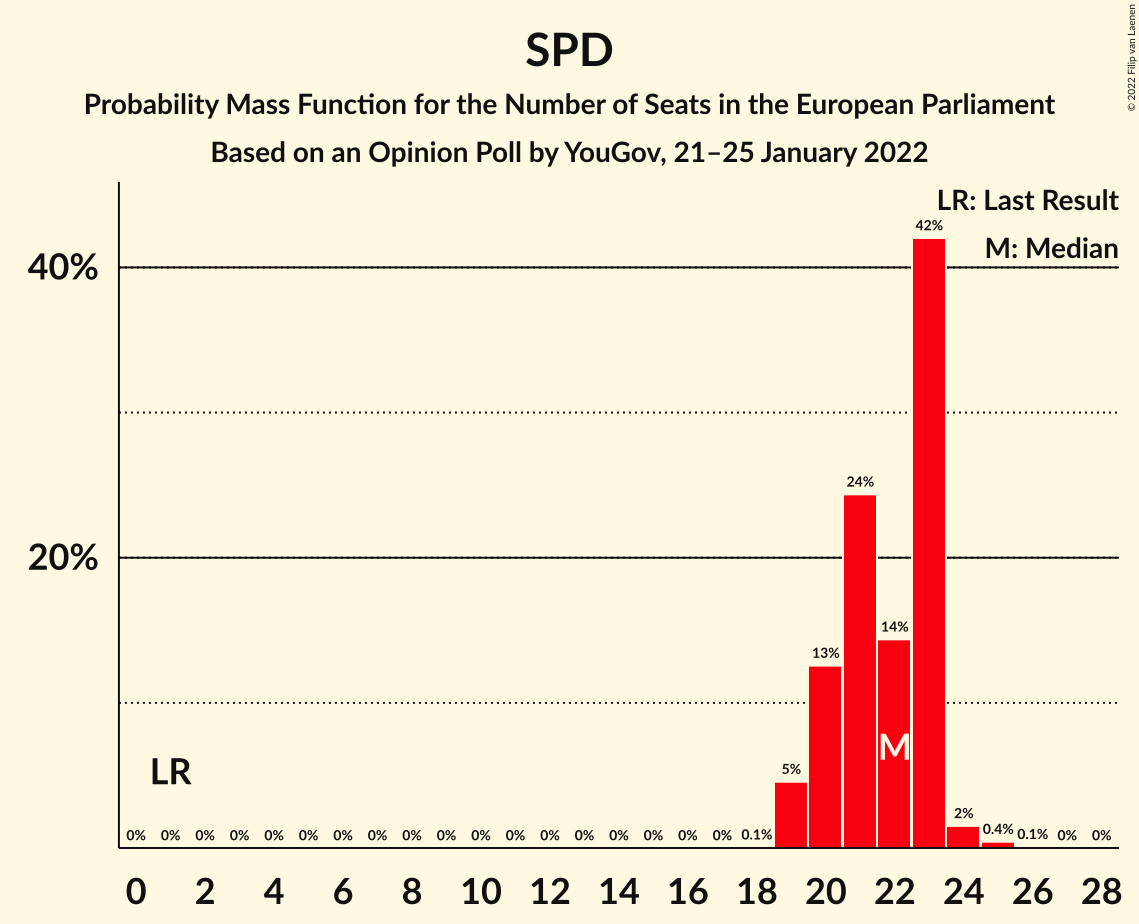 SPD
Probability Mass Function for the Number of Seats in the European Parliament
Based on an Opinion Poll by YouGov, 21–25 January 2022
© 2022 Filip van Laenen
LR: Last Result
M: Median
42%
40%
24%
20%
14%
13%
M
LR
5%
2%
0% 0% 0% 0% 0% 0% 0% 0% 0% 0% 0% 0% 0% 0% 0% 0% 0% 0% 0.1% 0.4% 0.1% 0% 0%
0 2 4 6 8 10 12 14 16 18 20 22 24 26 28